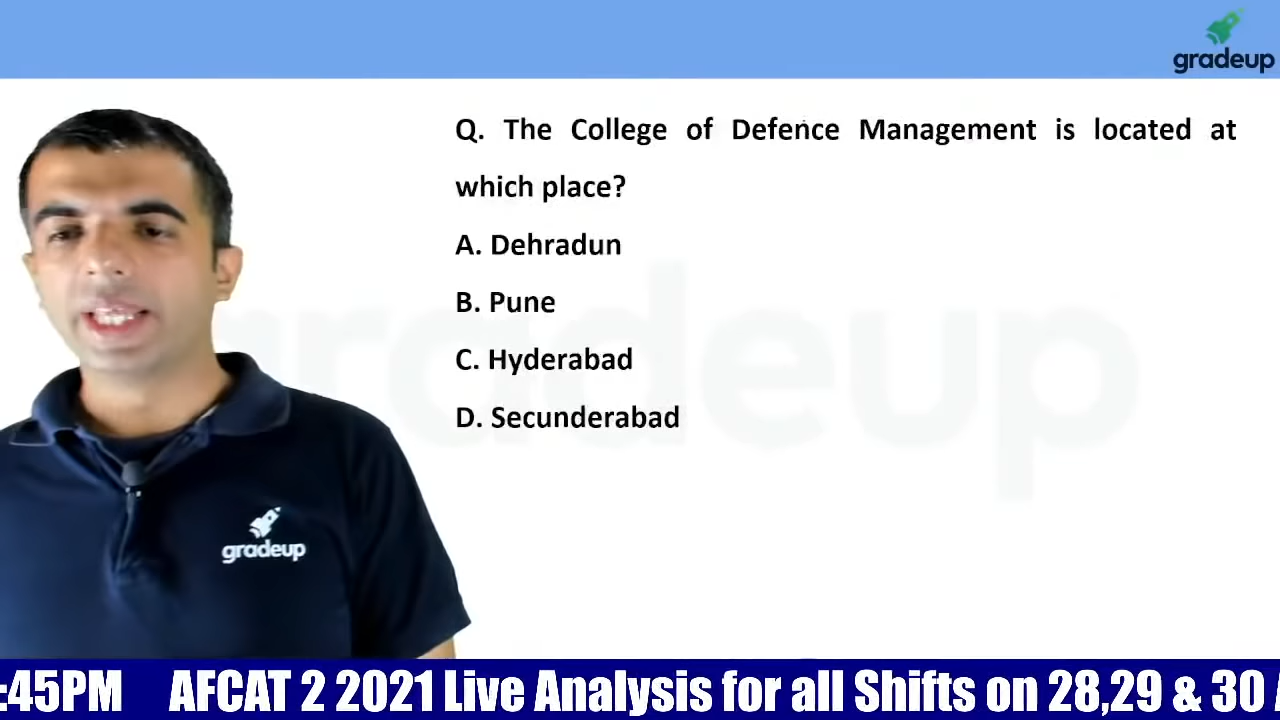 gradeup
Q. The College of Defence Management is located at
which place?
A. Dehradun
B. Pune
C. Hyderabad
D. Secunderabad
gradeup
gradeup
:45PM AFCAT 2 2021 Live Analysis for all Shifts on 28,29 & 30